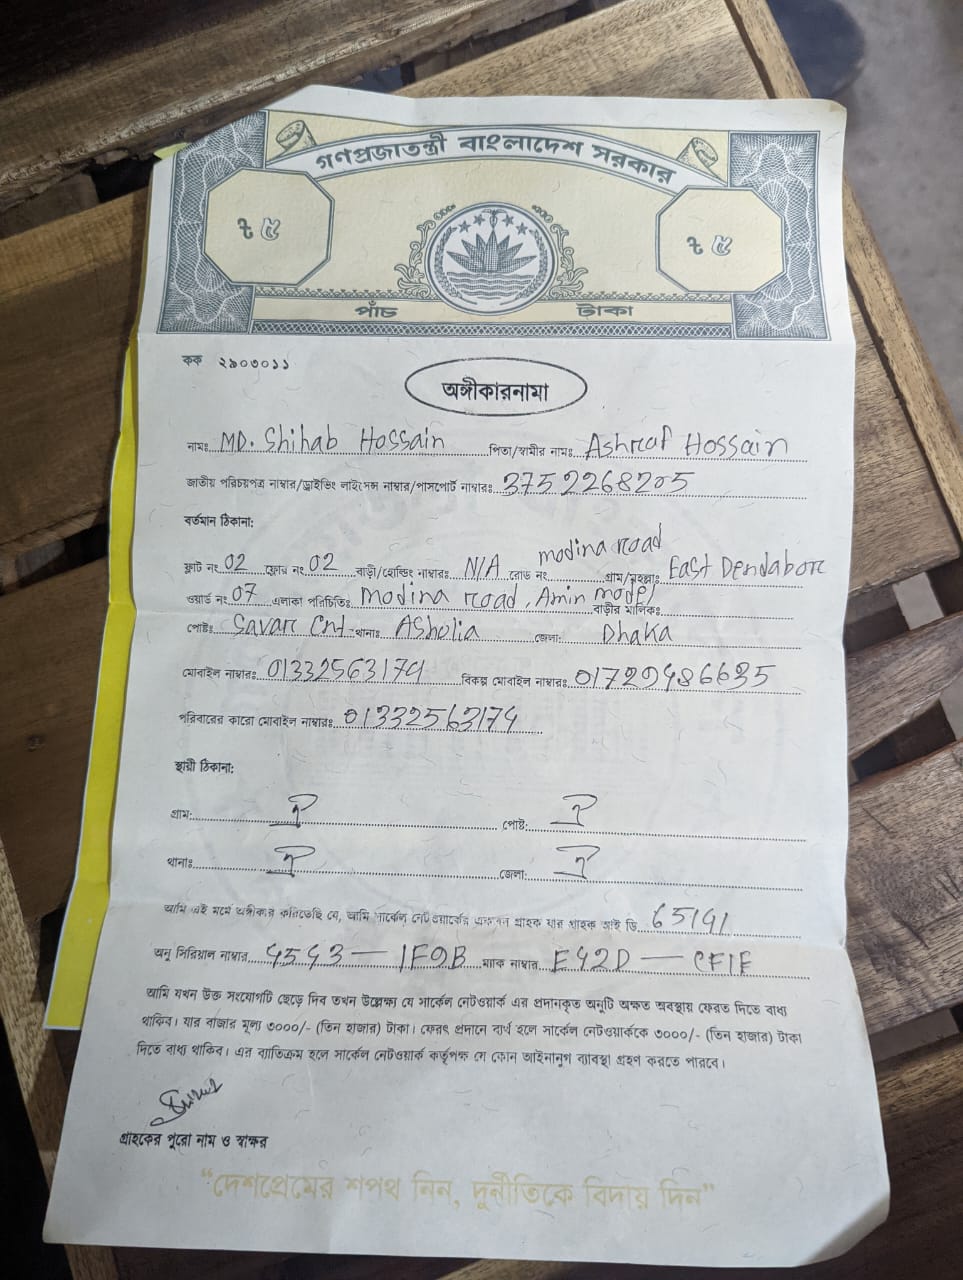 গণপ্রজাতন্ত্রী বাংলাদেশ সরকার
৳ ৫ ৳ ৫
পাঁচ টাকা
কক ২৯০৩০১১
অঙ্গীকারনামা
নামঃ MD. Shihab Hossain পিতা/স্বামীর নামঃ Ashraf Hossain
জাতীয় পরিচয়পত্র নাম্বার/ড্রাইভিং লাইসেন্স নাম্বার/পাসপোর্ট নাম্বারঃ 3752268205
বর্তমান ঠিকানা:
ফ্লাট নং 02 ফ্লোর নং 02 বাড়ী/হোল্ডিং নাম্বারঃ N/A রোড নং modina road গ্রাম/মহল্লাঃ East Dendabore
ওয়ার্ড নং 07 এলাকা পরিচিতিঃ Modina road, Amin model বাড়ীর মালিকঃ
পোষ্টঃ Savar Cnt থানাঃ Asholia জেলা: Dhaka
মোবাইল নাম্বারঃ 01332563174 বিকল্প মোবাইল নাম্বারঃ 01729486635
পরিবারের কারো মোবাইল নাম্বারঃ 01332563174
স্থায়ী ঠিকানা:
গ্রাম: পোষ্ট:
থানাঃ জেলা:
আমি এই মর্মে অঙ্গীকার করিতেছি যে, আমি সার্কেল নেটওয়ার্কের একজন গ্রাহক যার গ্রাহক আই ডি 65141
অনু সিরিয়াল নাম্বার 4543 — 1F9B ম্যাক নাম্বার E42D — CF1F
আমি যখন উক্ত সংযোগটি ছেড়ে দিব তখন উল্লেক্ষ্য যে সার্কেল নেটওয়ার্ক এর প্রদানকৃত অনুটি অক্ষত অবস্থায় ফেরত দিতে বাধ্য
থাকিব। যার বাজার মূল্য ৩০০০/- (তিন হাজার) টাকা। ফেরৎ প্রদানে ব্যর্থ হলে সার্কেল নেটওয়ার্ককে ৩০০০/- (তিন হাজার) টাকা
দিতে বাধ্য থাকিব। এর ব্যাতিক্রম হলে সার্কেল নেটওয়ার্ক কর্তৃপক্ষ যে কোন আইনানুগ ব্যাবস্থা গ্রহণ করতে পারবে।
গ্রাহকের পুরো নাম ও স্বাক্ষর
“দেশপ্রেমের শপথ নিন, দুর্নীতিকে বিদায় দিন”